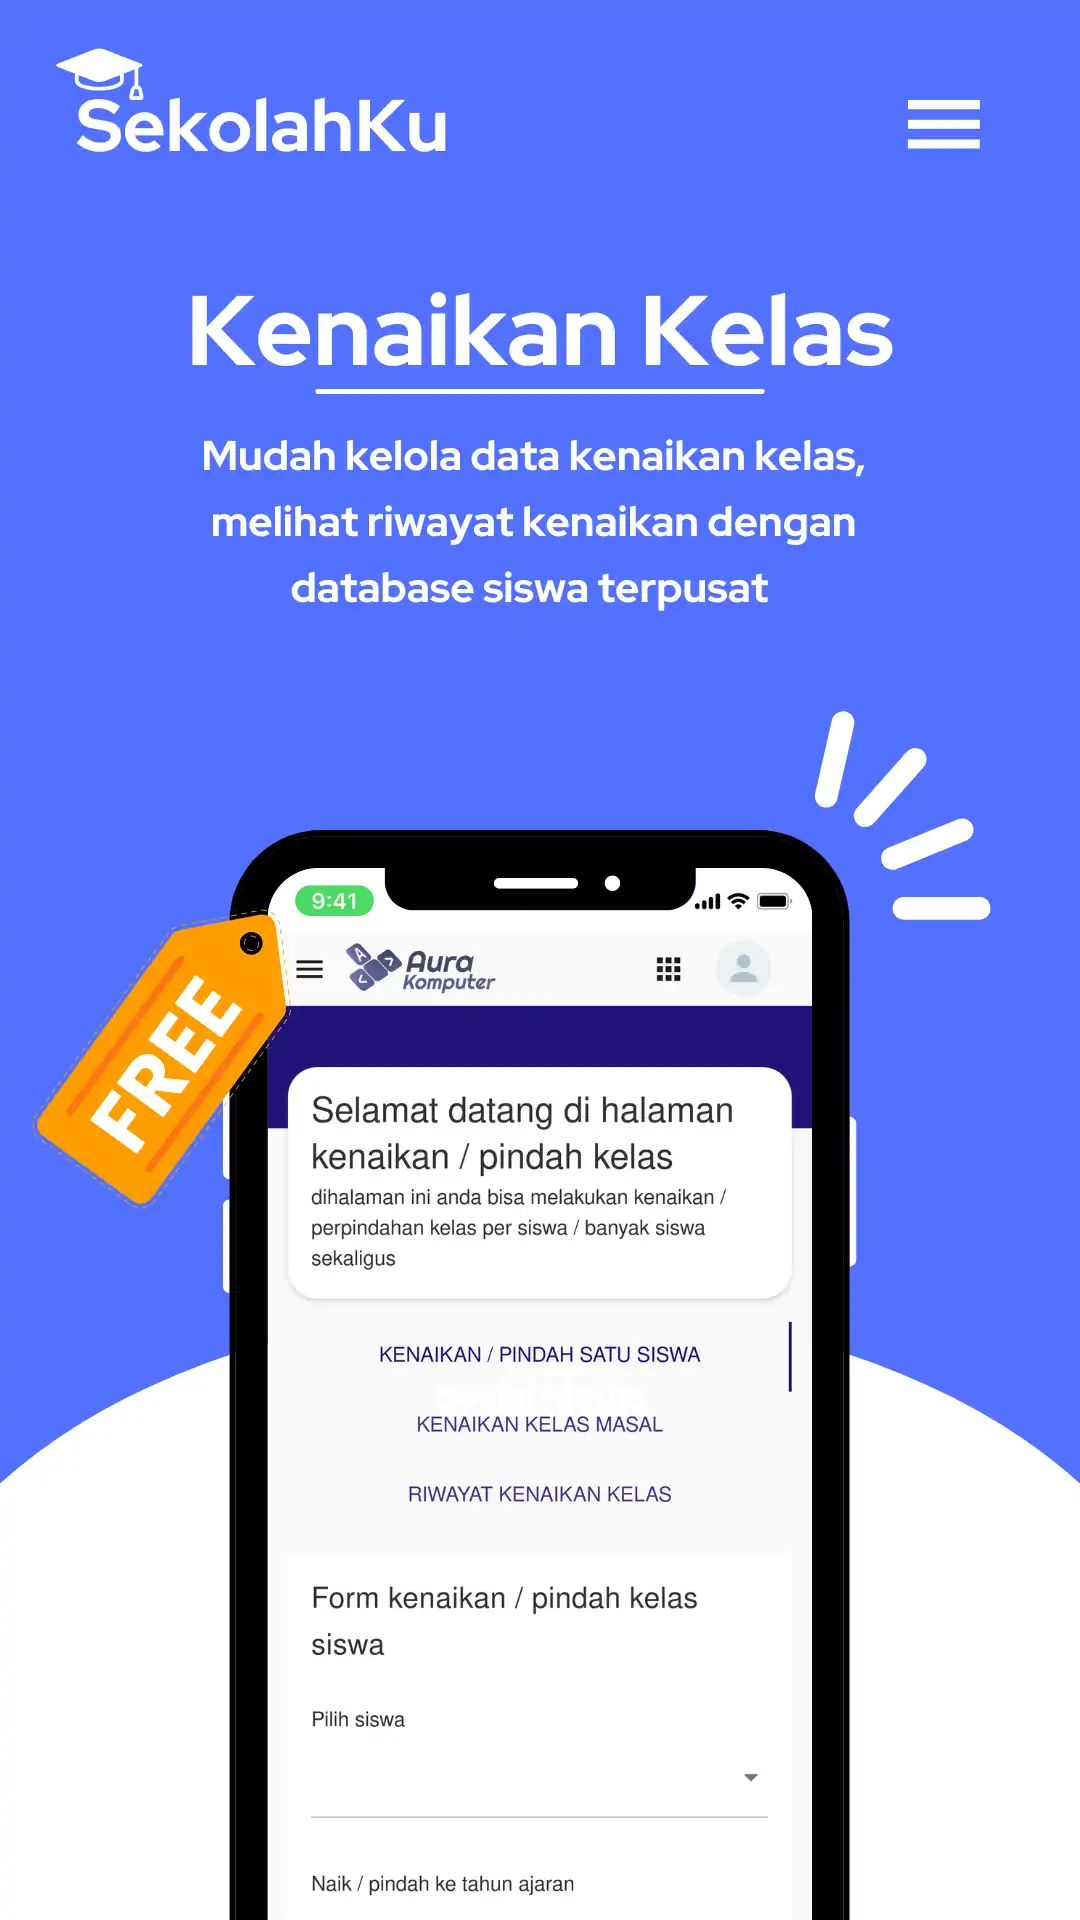 SekolahKu
Kenaikan Kelas
Mudah kelola data kenaikan kelas,
melihat riwayat kenaikan dengan
database siswa terpusat
9:41
Aura
Komputer
FREE
Selamat datang di halaman
kenaikan / pindah kelas
dihalaman ini anda bisa melakukan kenaikan /
perpindahan kelas per siswa / banyak siswa
sekaligus
KENAIKAN / PINDAH SATU SISWA
KENAIKAN KELAS MASAL
RIWAYAT KENAIKAN KELAS
Form kenaikan / pindah kelas
siswa
Pilih siswa
Naik / pindah ke tahun ajaran